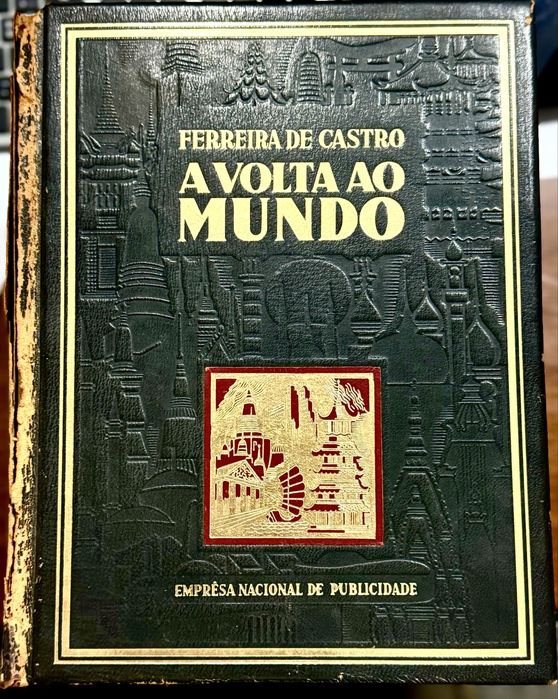 FERREIRA DE CASTRO
A VOLTA AO
MUNDO
EMPRÊSA NACIONAL DE PUBLICIDADE